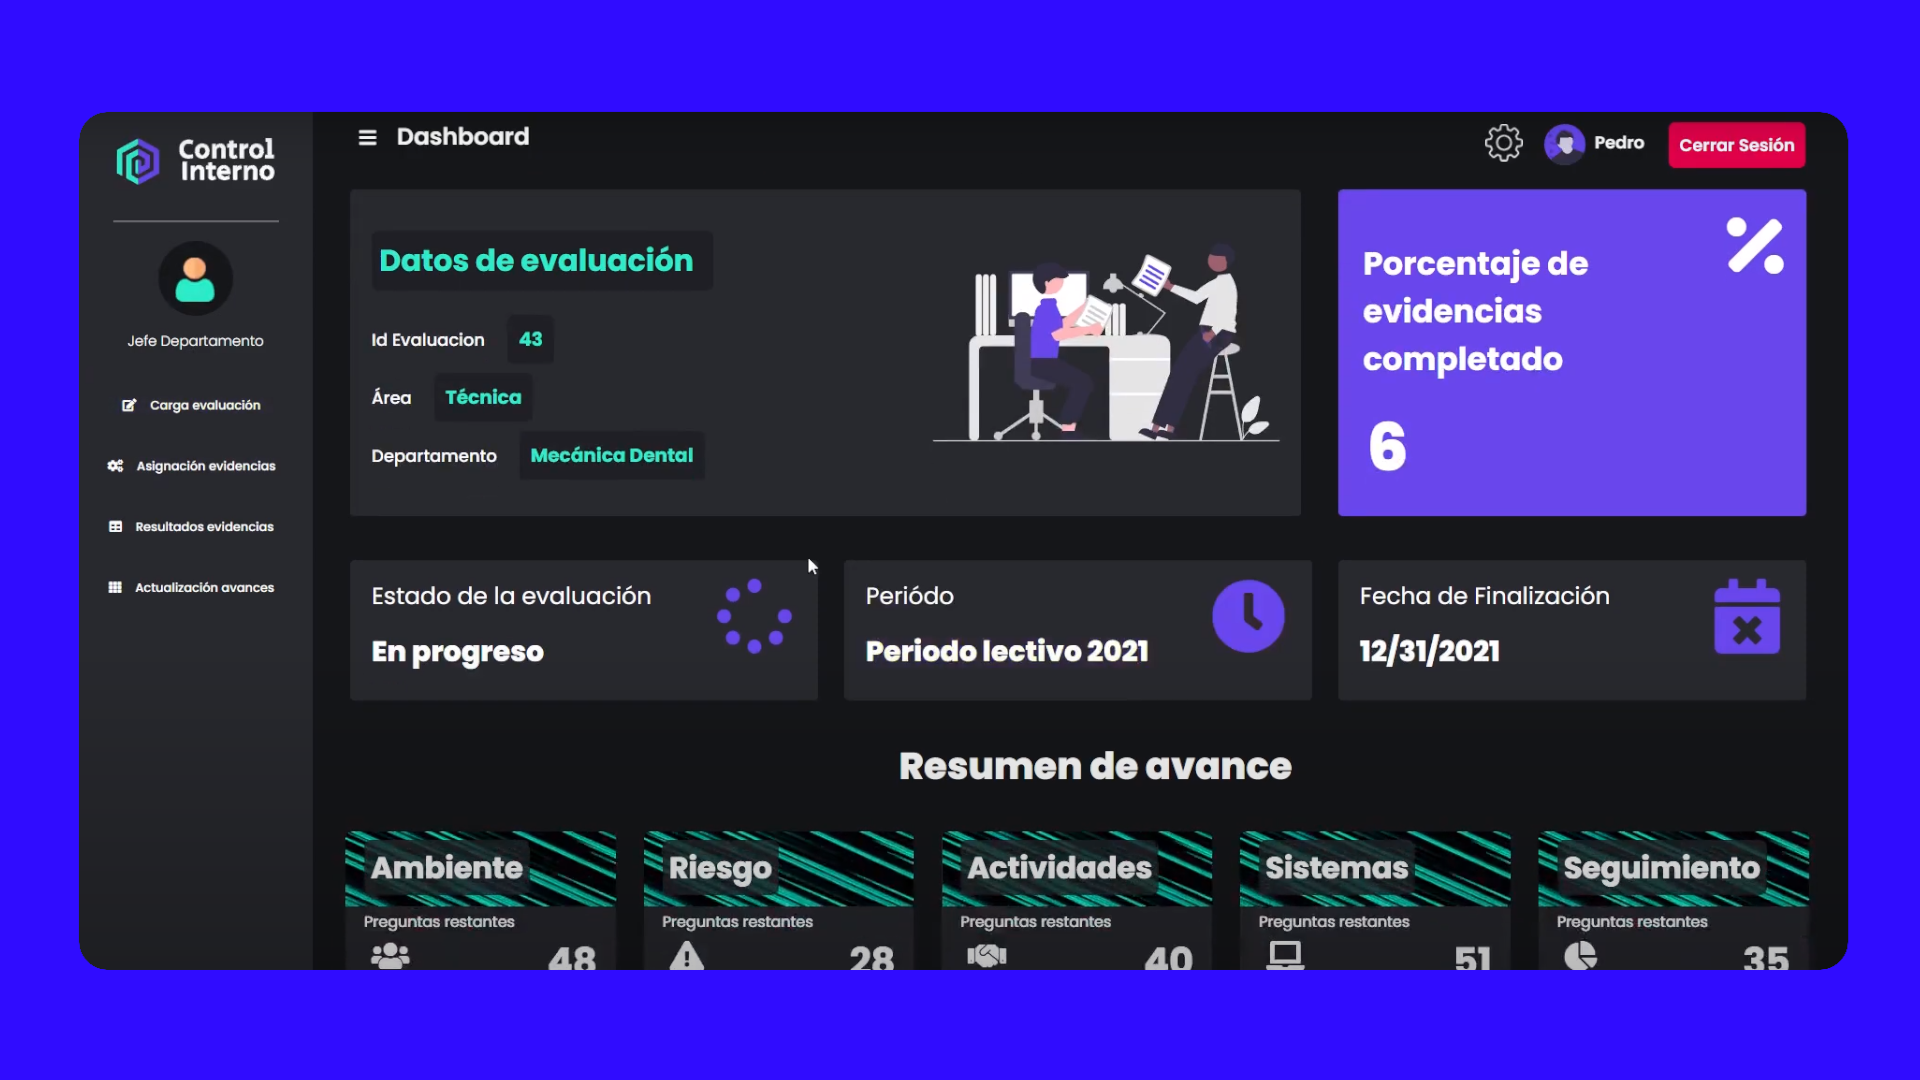 Control
Interno
Dashboard
Pedro
Cerrar Sesión
Jefe Departamento
Carga evaluación
Asignación evidencias
Resultados evidencias
Actualización avances
Datos de evaluación
Id Evaluacion 43
Área Técnica
Departamento Mecánica Dental
Porcentaje de
evidencias
completado
6
Estado de la evaluación
En progreso
Periódo
Periodo lectivo 2021
Fecha de Finalización
12/31/2021
Resumen de avance
Ambiente
Preguntas restantes
48
Riesgo
Preguntas restantes
28
Actividades
Preguntas restantes
40
Sistemas
Preguntas restantes
51
Seguimiento
Preguntas restantes
35